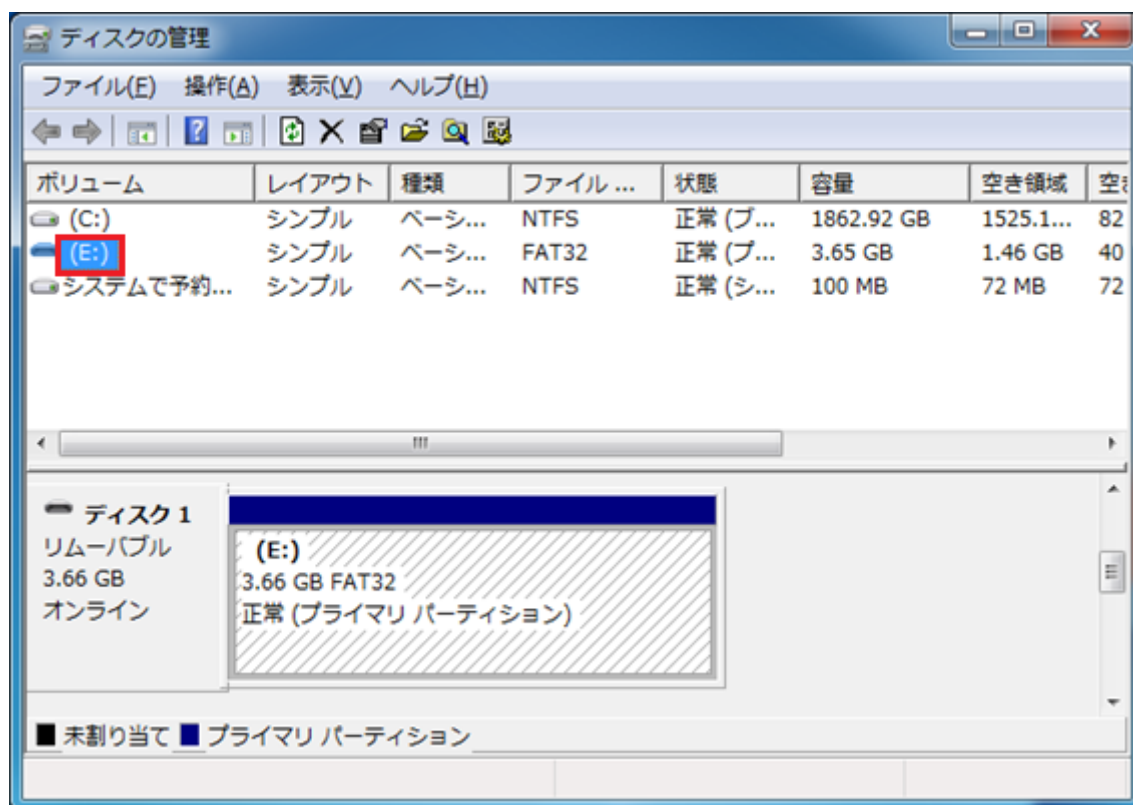 ディスクの管理
ファイル(F) 操作(A) 表示(V) ヘルプ(H)
ボリューム レイアウト 種類 ファイル ... 状態 容量 空き領域 空
(C:) シンプル ベーシ... NTFS 正常 (ブ... 1862.92 GB 1525.1... 82
(E:) シンプル ベーシ... FAT32 正常 (プ... 3.65 GB 1.46 GB 40
システムで予約... シンプル ベーシ... NTFS 正常 (シ... 100 MB 72 MB 72
ディスク 1
リムーバブル
3.66 GB
オンライン
(E:)
3.66 GB FAT32
正常 (プライマリ パーティション)
未割り当て プライマリ パーティション